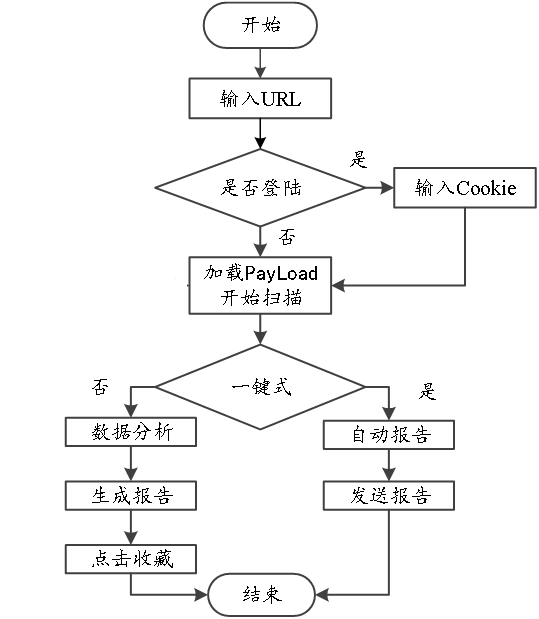 开始
输入URL
是否登陆
是
输入Cookie
否
加载PayLoad
开始扫描
一键式
否
是
数据分析
自动报告
生成报告
发送报告
点击收藏
结束